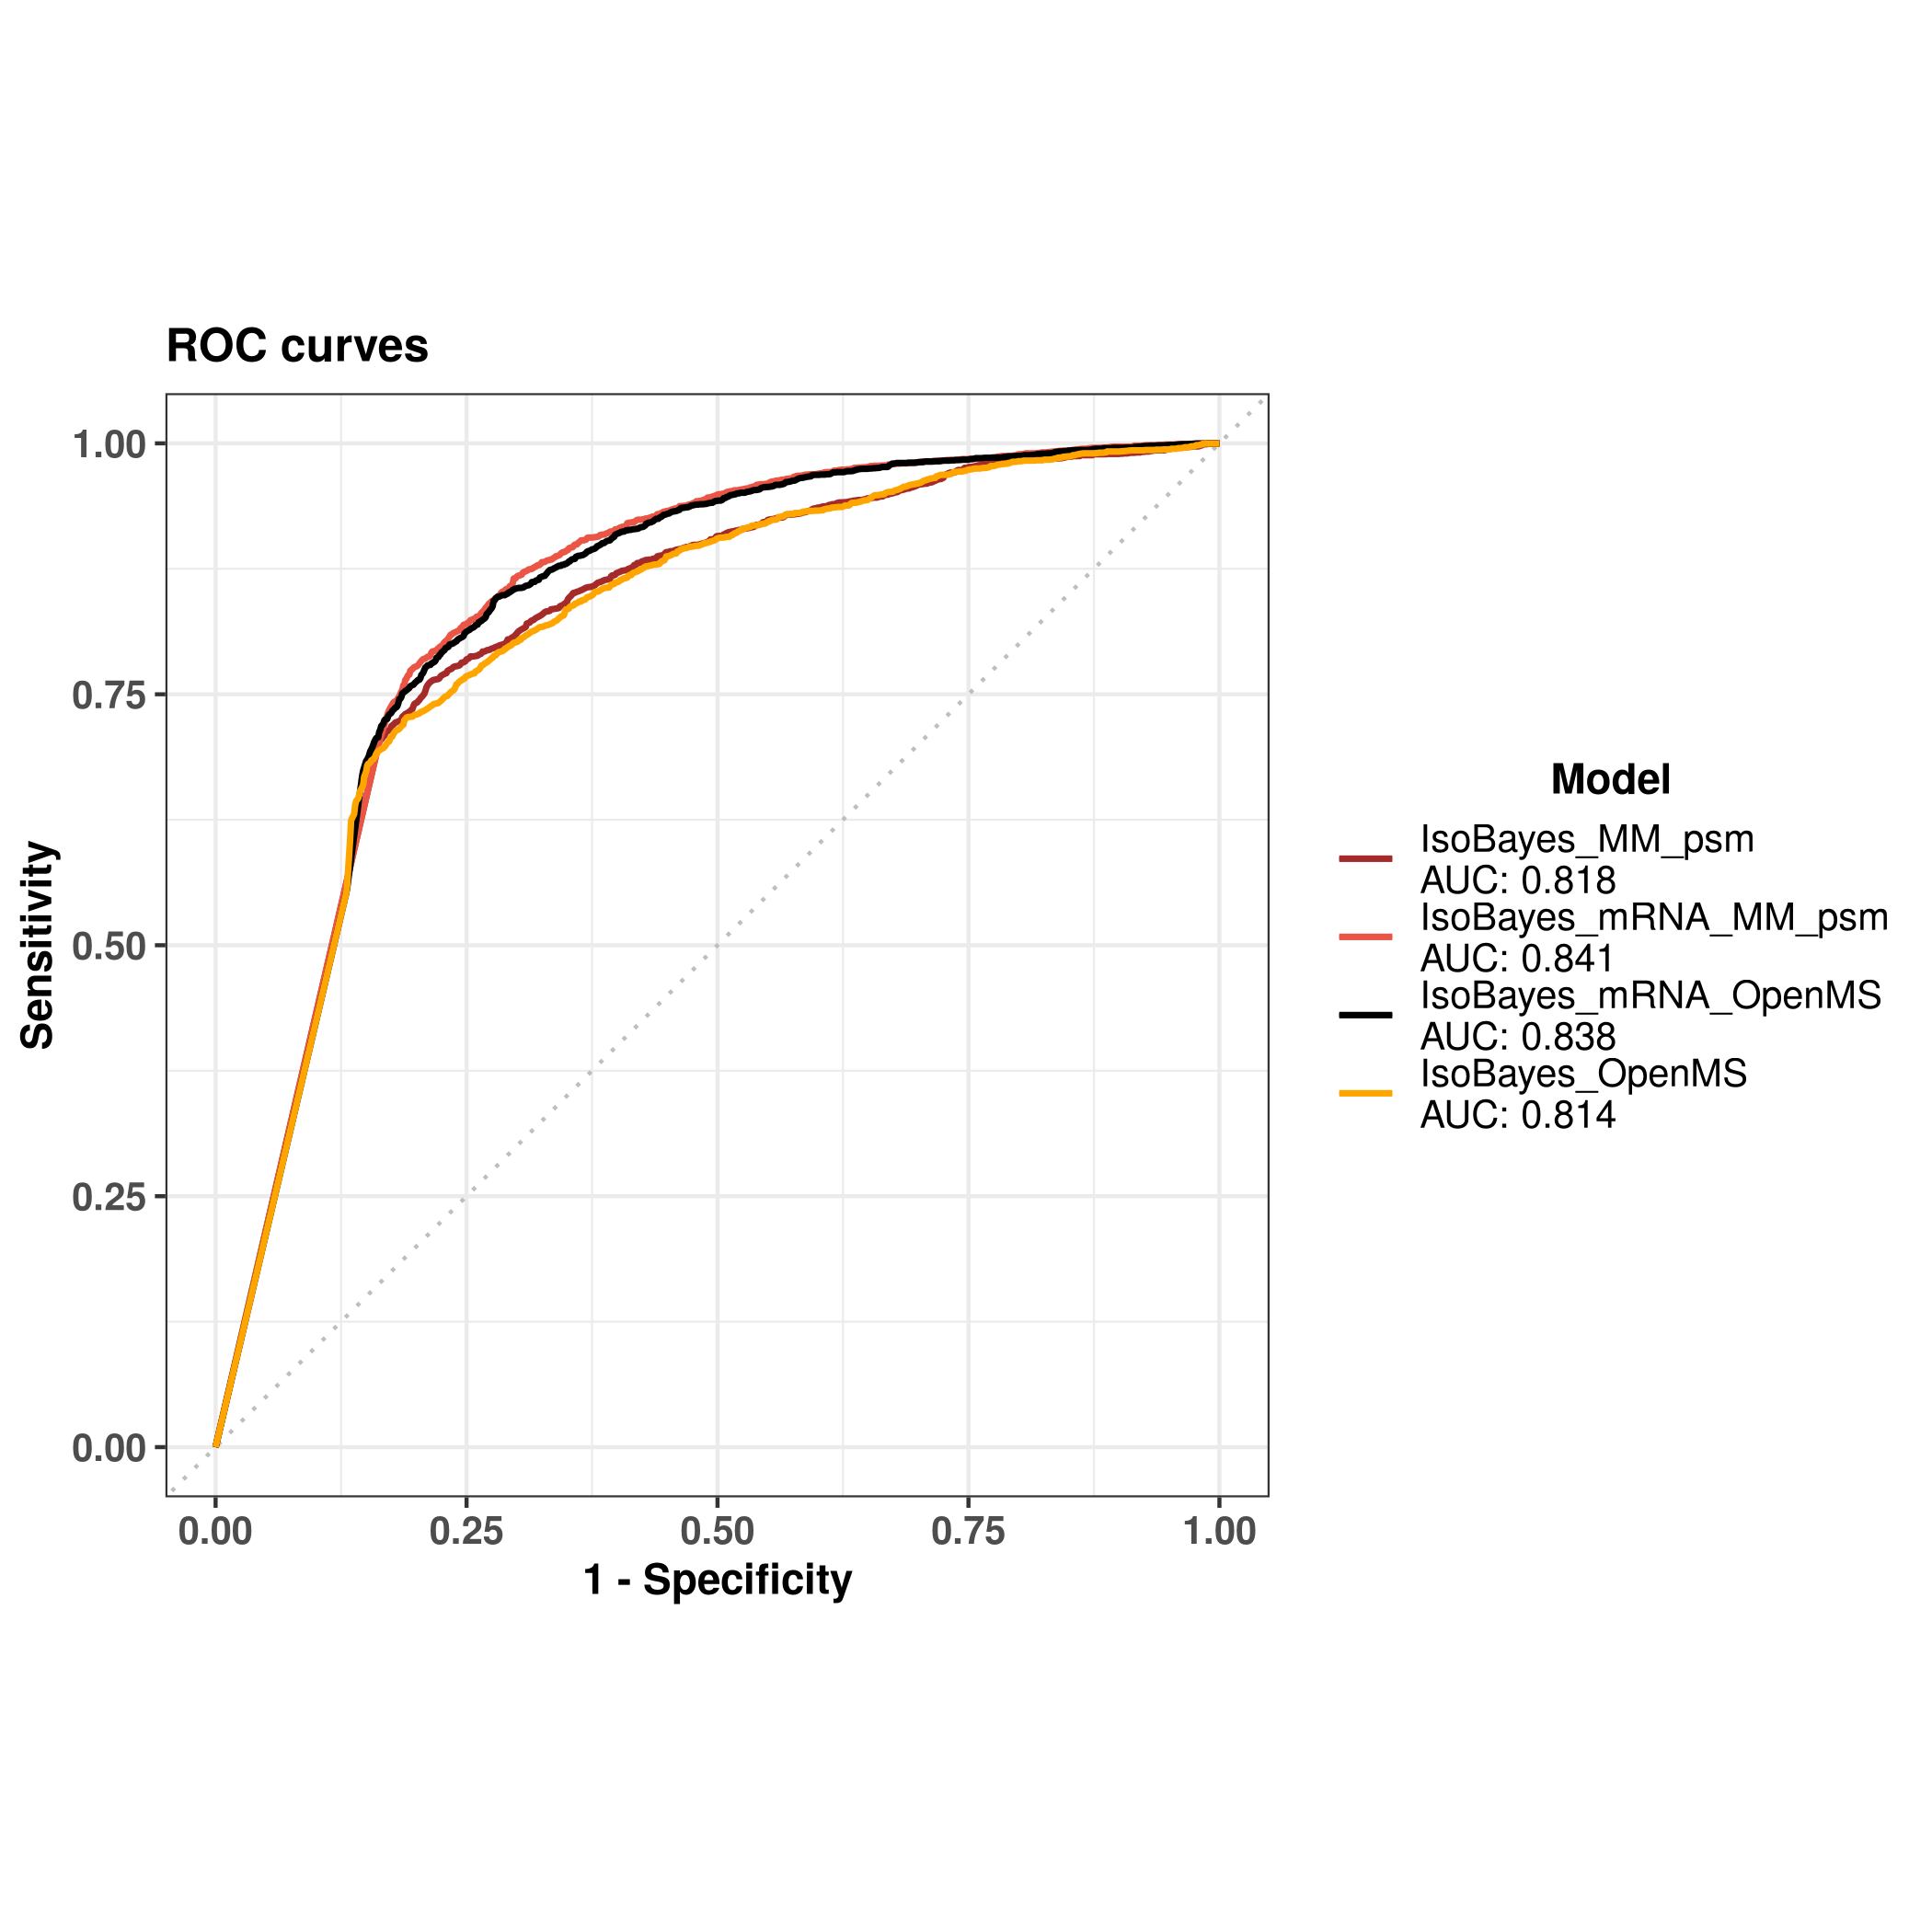 ROC curves
1.00
0.75
0.50
0.25
0.00
Sensitivity
0.00 0.25 0.50 0.75 1.00
1 - Specificity
Model
IsoBayes_MM_psm
AUC: 0.818
IsoBayes_mRNA_MM_psm
AUC: 0.841
IsoBayes_mRNA_OpenMS
AUC: 0.838
IsoBayes_OpenMS
AUC: 0.814